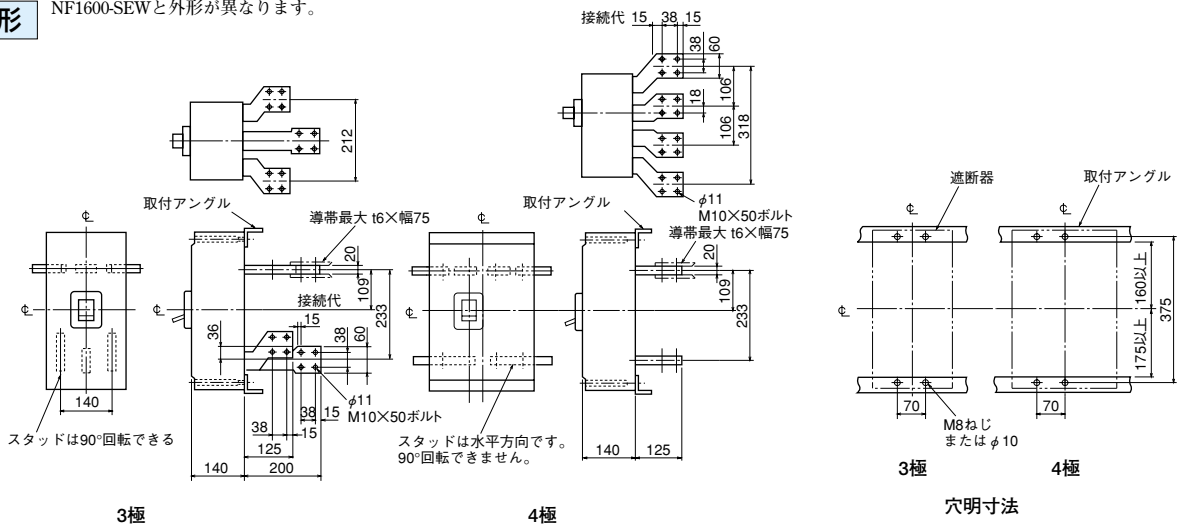 形
NF1600-SEWと外形が異なります。
212
接続代
15
38
15
38
60
18
106
106
318
φ11
M10×50ボルト
取付アングル
導帯最大 t6×幅75
20
109
233
接続代
15
36
38
60
φ11
M10×50ボルト
38
15
38
15
125
140
200
℄
℄
140
スタッドは90°回転できる
3極
取付アングル
導帯最大 t6×幅75
20
109
233
℄
℄
スタッドは水平方向です。
90°回転できません。
140
125
4極
遮断器
取付アングル
℄
℄
℄
160以上
175以上
375
70
70
M8ねじ
またはφ10
3極
4極
穴明寸法